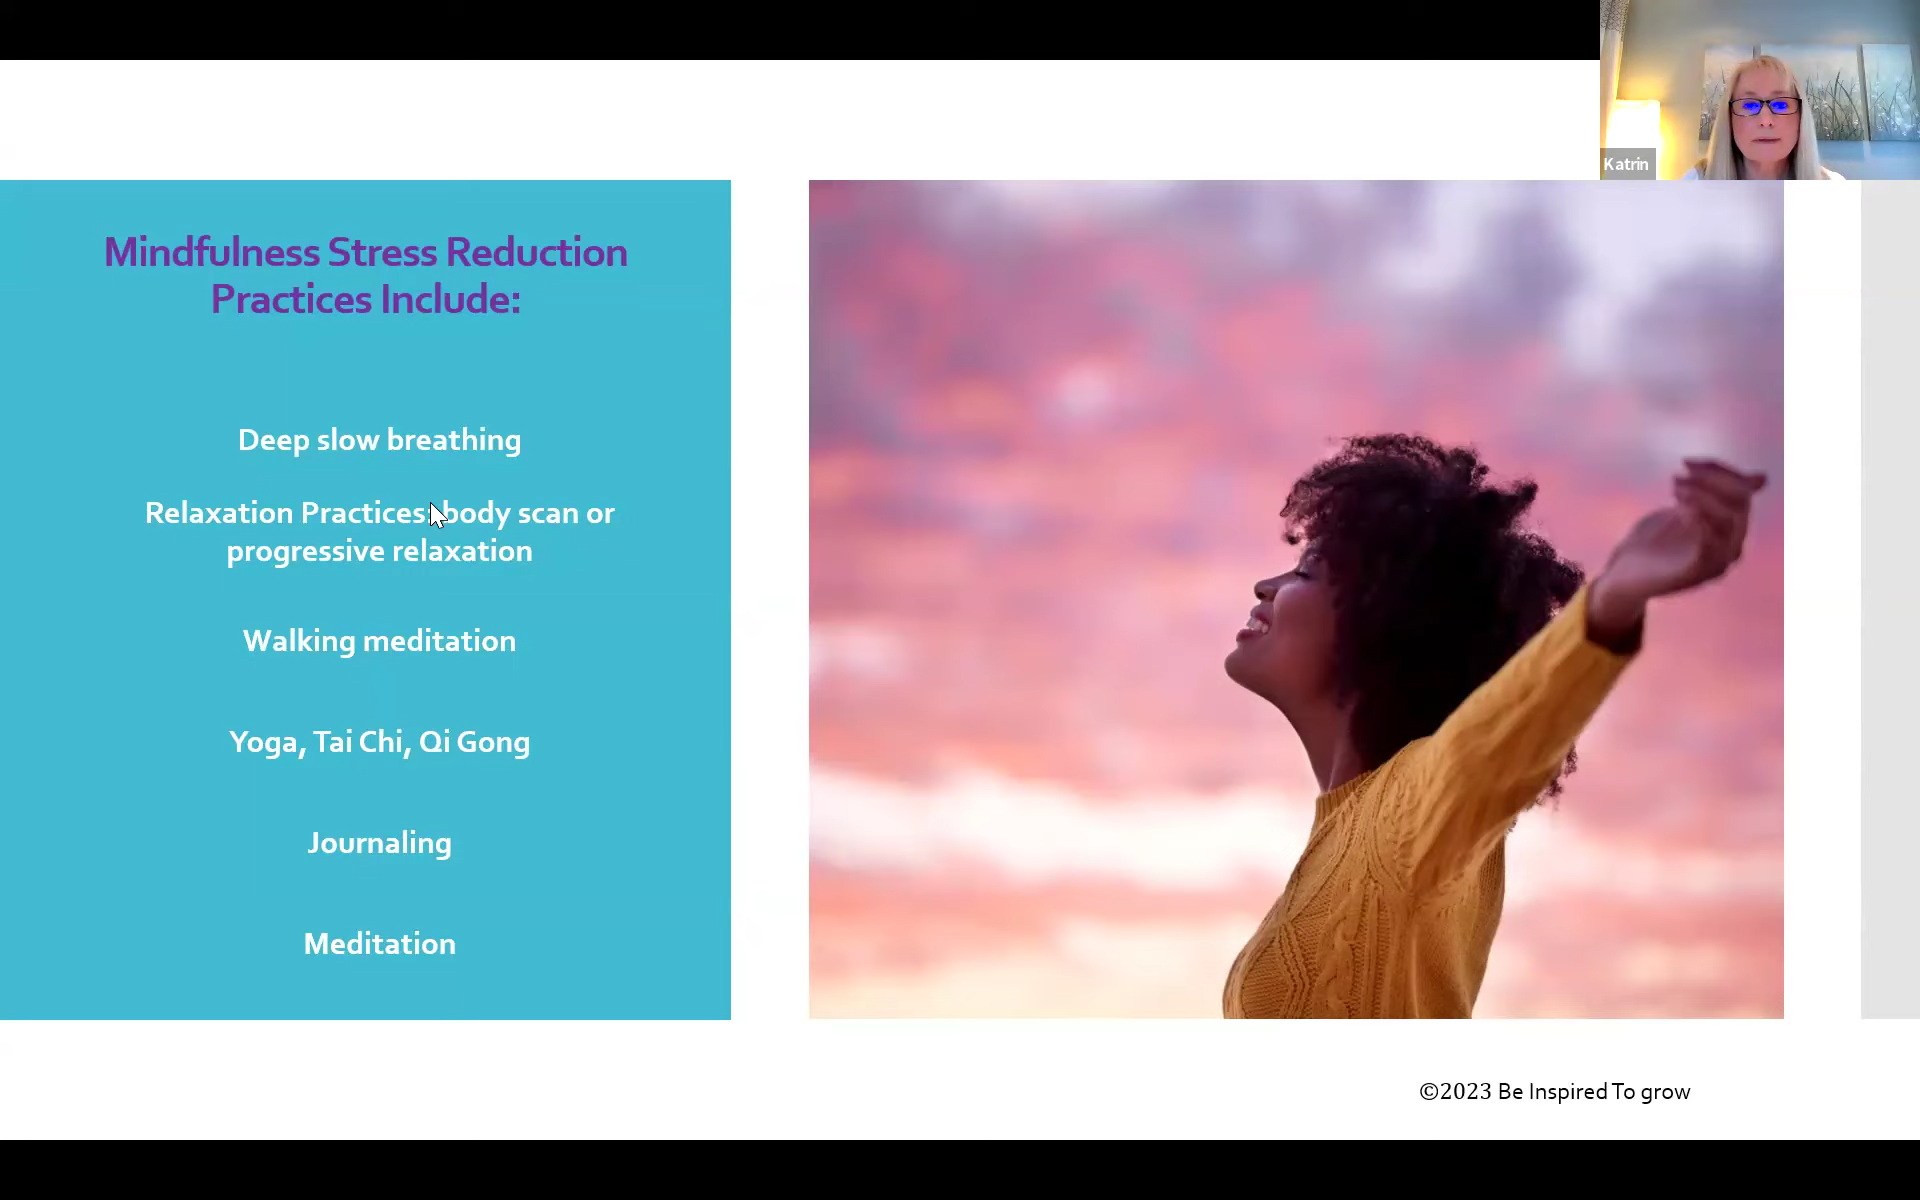 Katrin
Mindfulness Stress Reduction
Practices Include:
Deep slow breathing
Relaxation Practices: body scan or
progressive relaxation
Walking meditation
Yoga, Tai Chi, Qi Gong
Journaling
Meditation
©2023 Be Inspired To grow